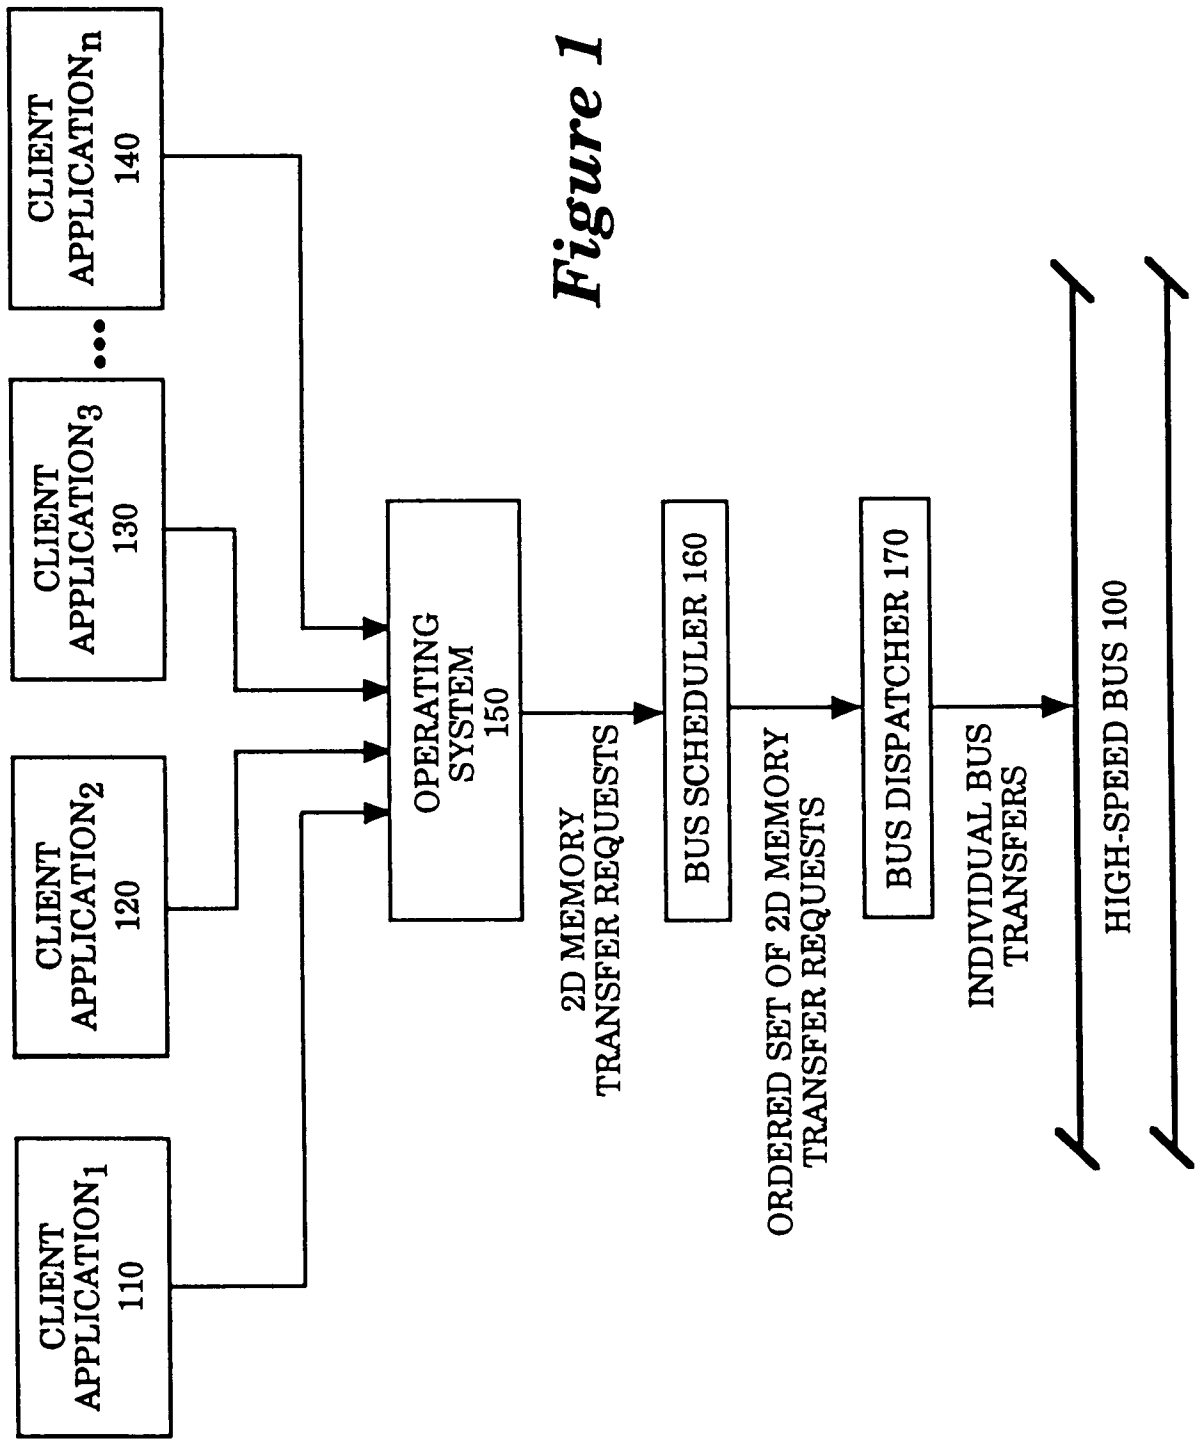 CLIENT
APPLICATION1
110
CLIENT
APPLICATION2
120
CLIENT
APPLICATION3
130
•••
CLIENT
APPLICATIONn
140
OPERATING
SYSTEM
150
2D MEMORY
TRANSFER REQUESTS
BUS SCHEDULER 160
ORDERED SET OF 2D MEMORY
TRANSFER REQUESTS
BUS DISPATCHER 170
INDIVIDUAL BUS
TRANSFERS
HIGH-SPEED BUS 100
Figure 1